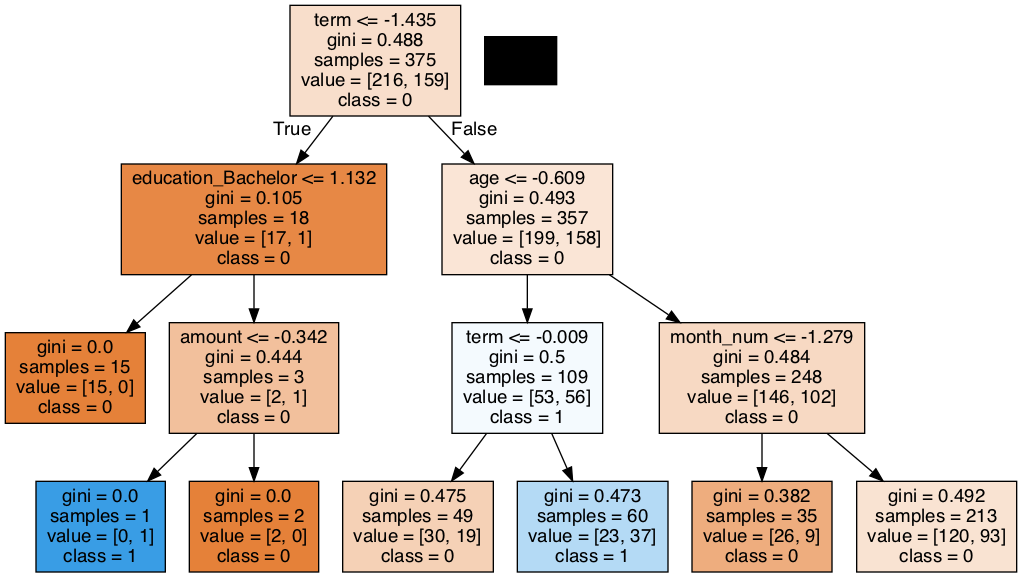 term <= -1.435
gini = 0.488
samples = 375
value = [216, 159]
class = 0
True
False
education_Bachelor <= 1.132
gini = 0.105
samples = 18
value = [17, 1]
class = 0
age <= -0.609
gini = 0.493
samples = 357
value = [199, 158]
class = 0
gini = 0.0
samples = 15
value = [15, 0]
class = 0
amount <= -0.342
gini = 0.444
samples = 3
value = [2, 1]
class = 0
term <= -0.009
gini = 0.5
samples = 109
value = [53, 56]
class = 1
month_num <= -1.279
gini = 0.484
samples = 248
value = [146, 102]
class = 0
gini = 0.0
samples = 1
value = [0, 1]
class = 1
gini = 0.0
samples = 2
value = [2, 0]
class = 0
gini = 0.475
samples = 49
value = [30, 19]
class = 0
gini = 0.473
samples = 60
value = [23, 37]
class = 1
gini = 0.382
samples = 35
value = [26, 9]
class = 0
gini = 0.492
samples = 213
value = [120, 93]
class = 0